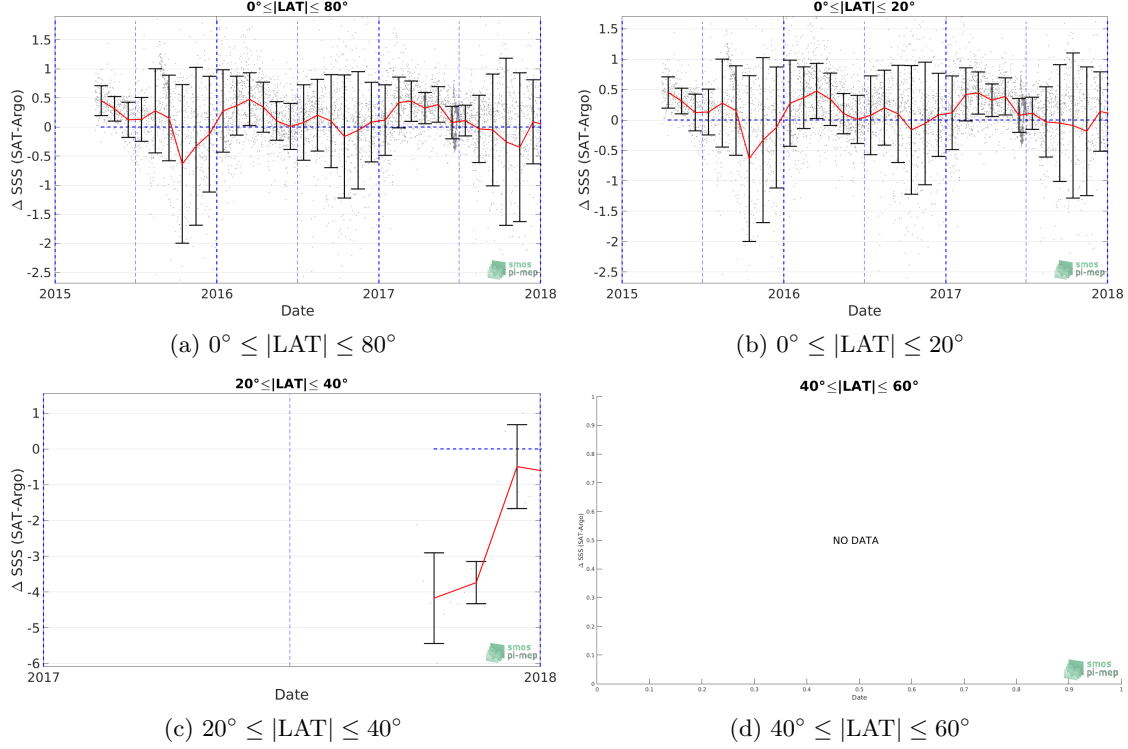 0°≤|LAT|≤ 80°
Δ SSS (SAT-Argo)
1.5
1
0.5
0
-0.5
-1
-1.5
-2
-2.5
2015
2016
2017
2018
Date
smos
pi-mep
(a) 0° ≤ |LAT| ≤ 80°
0°≤|LAT|≤ 20°
Δ SSS (SAT-Argo)
1.5
1
0.5
0
-0.5
-1
-1.5
-2
-2.5
2015
2016
2017
2018
Date
smos
pi-mep
(b) 0° ≤ |LAT| ≤ 20°
20°≤|LAT|≤ 40°
Δ SSS (SAT-Argo)
1
0
-1
-2
-3
-4
-5
-6
2017
2018
Date
smos
pi-mep
(c) 20° ≤ |LAT| ≤ 40°
40°≤|LAT|≤ 60°
Δ SSS (SAT-Argo)
1
0.9
0.8
0.7
0.6
0.5
0.4
0.3
0.2
0.1
0
NO DATA
0
0.1
0.2
0.3
0.4
0.5
0.6
0.7
0.8
0.9
1
Date
smos
pi-mep
(d) 40° ≤ |LAT| ≤ 60°